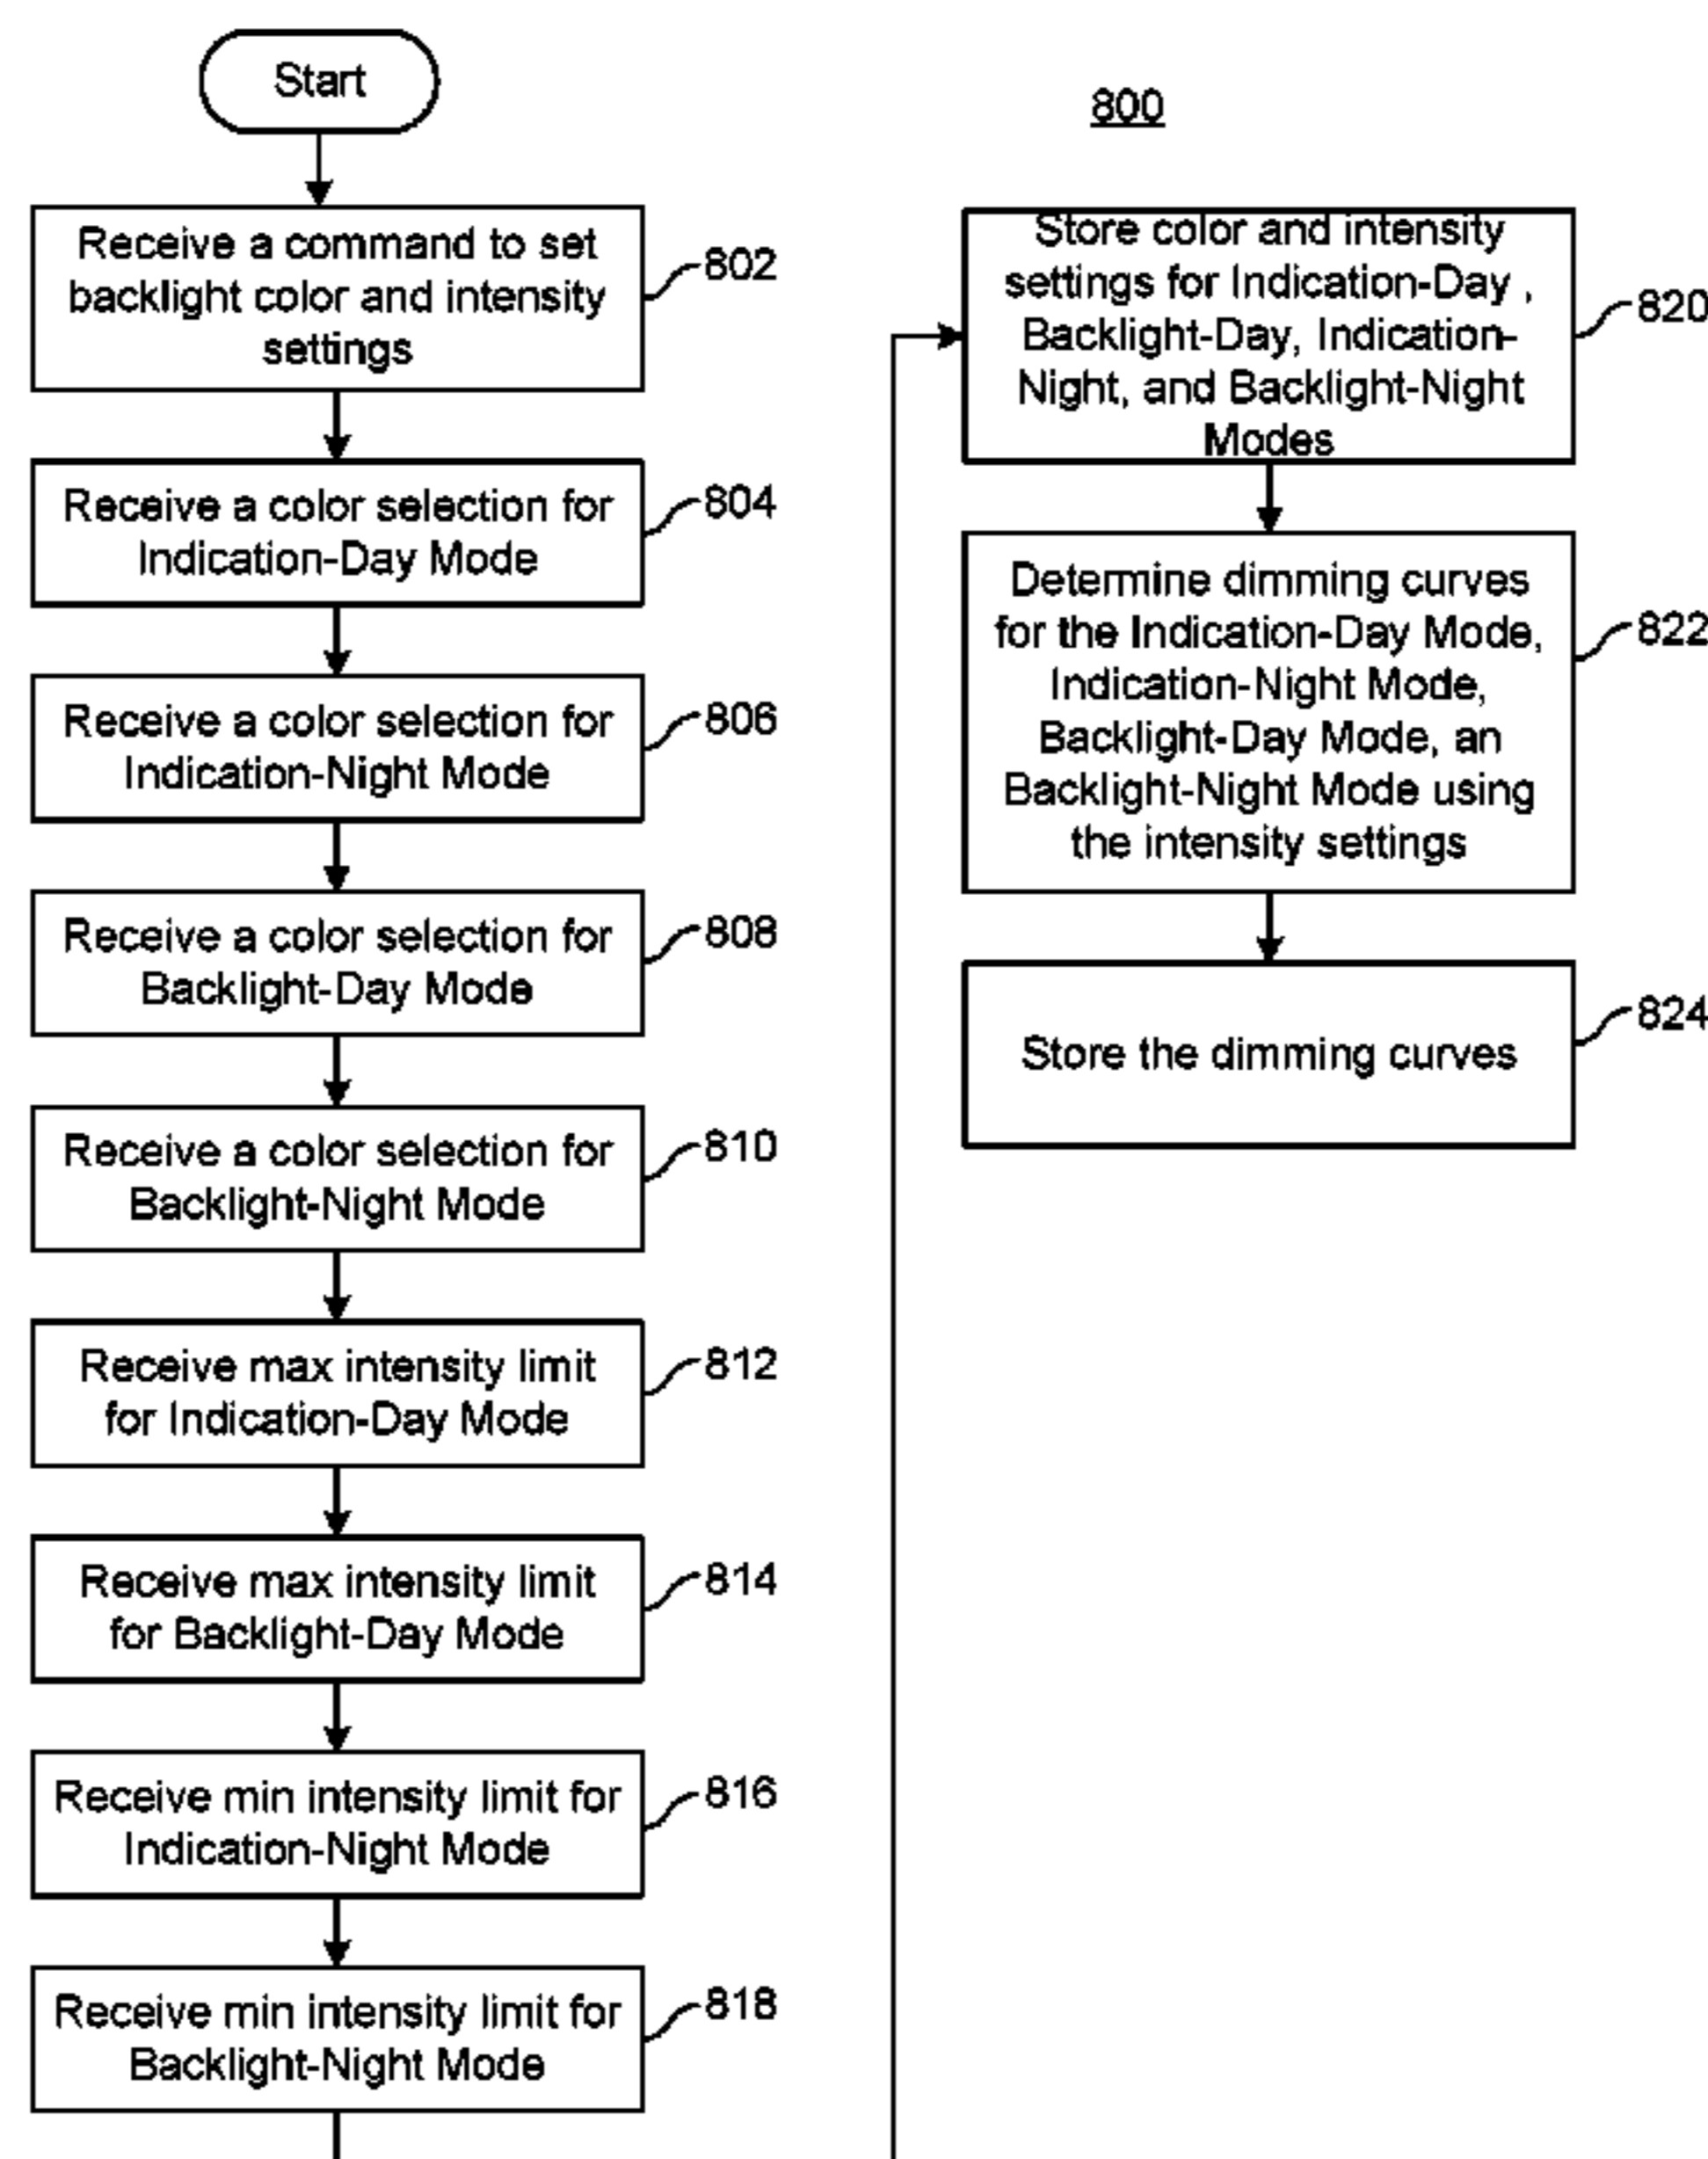 Start
800
Receive a command to set
backlight color and intensity
settings
802
Receive a color selection for
Indication-Day Mode
804
Receive a color selection for
Indication-Night Mode
806
Receive a color selection for
Backlight-Day Mode
808
Receive a color selection for
Backlight-Night Mode
810
Receive max intensity limit
for Indication-Day Mode
812
Receive max intensity limit
for Backlight-Day Mode
814
Receive min intensity limit for
Indication-Night Mode
816
Receive min intensity limit for
Backlight-Night Mode
818
Store color and intensity
settings for Indication-Day ,
Backlight-Day, Indication-
Night, and Backlight-Night
Modes
820
Determine dimming curves
for the Indication-Day Mode,
Indication-Night Mode,
Backlight-Day Mode, an
Backlight-Night Mode using
the intensity settings
822
Store the dimming curves
824